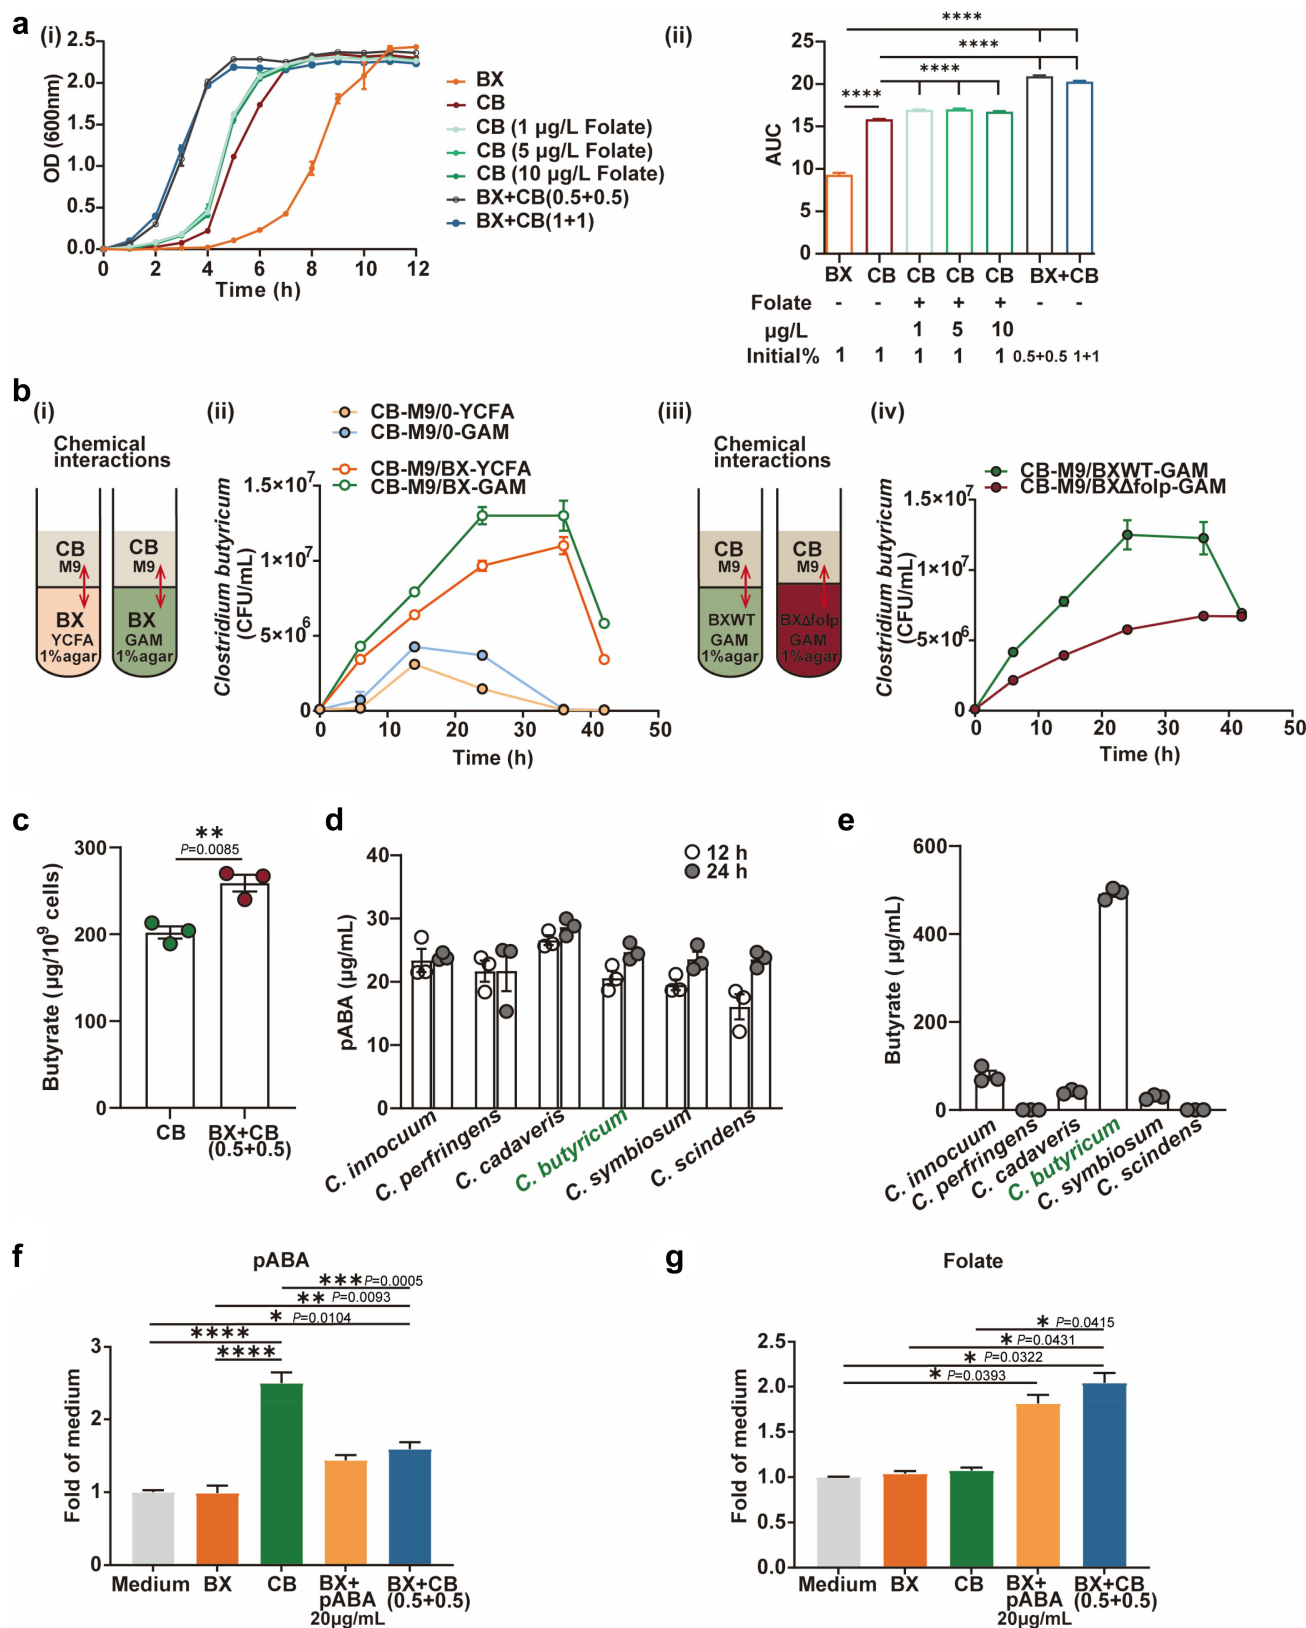 a
(i)
2.5
2.0
1.5
1.0
0.5
0.0
OD (600nm)
0 2 4 6 8 10 12
Time (h)
BX
CB
CB (1 μg/L Folate)
CB (5 μg/L Folate)
CB (10 μg/L Folate)
BX+CB(0.5+0.5)
BX+CB(1+1)
(ii)
****
****
****
****
25
20
15
10
5
0
AUC
BX CB CB CB CB BX+CB
Folate - - + + + - -
μg/L 1 5 10
Initial% 1 1 1 1 1 0.5+0.5 1+1
b
(i)
Chemical
interactions
CB
M9
BX
YCFA
1%agar
CB
M9
BX
GAM
1%agar
(ii)
CB-M9/0-YCFA
CB-M9/0-GAM
CB-M9/BX-YCFA
CB-M9/BX-GAM
1.5×10⁷
1×10⁷
5×10⁶
0
Clostridium butyricum
(CFU/mL)
0 10 20 30 40 50
Time (h)
(iii)
Chemical
interactions
CB
M9
BXWT
GAM
1%agar
CB
M9
BXΔfolp
GAM
1%agar
(iv)
CB-M9/BXWT-GAM
CB-M9/BXΔfolp-GAM
1.5×10⁷
1×10⁷
5×10⁶
0
Clostridium butyricum
(CFU/mL)
0 10 20 30 40 50
Time (h)
c
**
P=0.0085
300
200
100
0
Butyrate (μg/10⁹ cells)
CB BX+CB
(0.5+0.5)
d
12 h
24 h
40
30
20
10
0
pABA (μg/mL)
C. innocuum
C. perfringens
C. cadaveris
C. butyricum
C. symbiosum
C. scindens
e
600
400
200
0
Butyrate ( μg/mL)
C. innocuum
C. perfringens
C. cadaveris
C. butyricum
C. symbiosum
C. scindens
f
pABA
*** P=0.0005
** P=0.0093
* P=0.0104
****
****
3
2
1
0
Fold of medium
Medium BX CB BX+ BX+CB
pABA (0.5+0.5)
20μg/mL
g
Folate
* P=0.0415
* P=0.0431
* P=0.0322
* P=0.0393
2.5
2.0
1.5
1.0
0.5
0.0
Fold of medium
Medium BX CB BX+ BX+CB
pABA (0.5+0.5)
20μg/mL